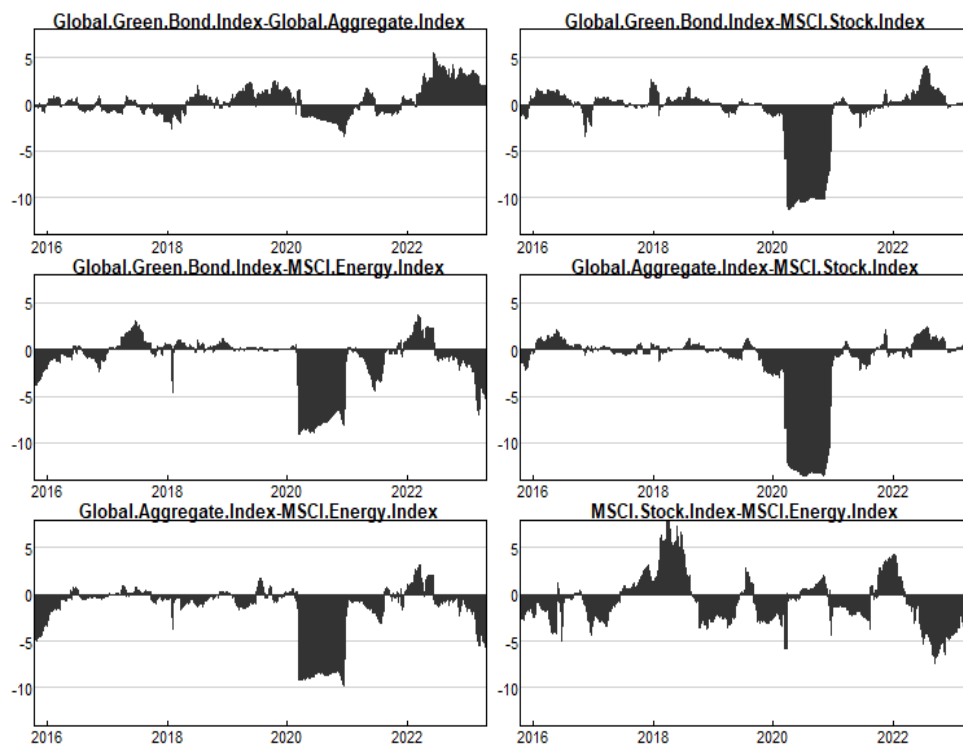 Global.Green.Bond.Index-Global.Aggregate.Index
5
0
-5
-10
2016 2018 2020 2022
Global.Green.Bond.Index-MSCI.Stock.Index
5
0
-5
-10
2016 2018 2020 2022
Global.Green.Bond.Index-MSCI.Energy.Index
5
0
-5
-10
2016 2018 2020 2022
Global.Aggregate.Index-MSCI.Stock.Index
5
0
-5
-10
2016 2018 2020 2022
Global.Aggregate.Index-MSCI.Energy.Index
5
0
-5
-10
2016 2018 2020 2022
MSCI.Stock.Index-MSCI.Energy.Index
5
0
-5
-10
2016 2018 2020 2022